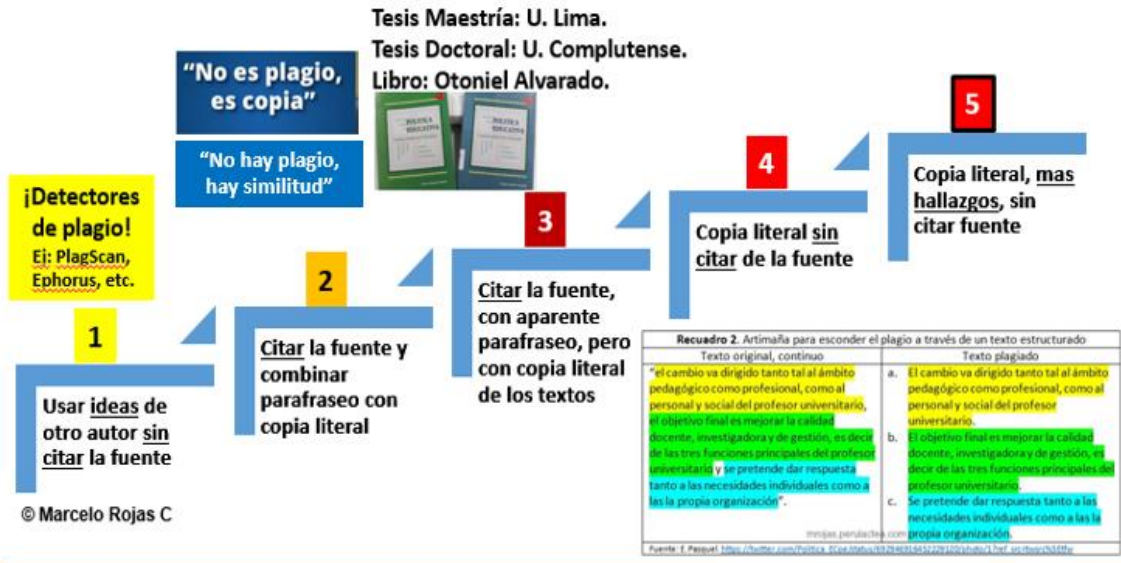 Tesis Maestría: U. Lima.
Tesis Doctoral: U. Complutense.
Libro: Otoniel Alvarado.
“No es plagio,
es copia”
“No hay plagio,
hay similitud”
POLITICA
EDUCATIVA
POLITICA
EDUCATIVA
¡Detectores
de plagio!
Ej: PlagScan,
Ephorus, etc.
1
Usar ideas de
otro autor sin
citar la fuente
2
Citar la fuente y
combinar
parafraseo con
copia literal
3
Citar la fuente,
con aparente
parafraseo, pero
con copia literal
de los textos
4
Copia literal sin
citar de la fuente
5
Copia literal, mas
hallazgos, sin
citar fuente
Recuadro 2. Artimaña para esconder el plagio a través de un texto estructurado
Texto original, continuo
“el cambio va dirigido tanto tal al ámbito
pedagógico como profesional, como al
personal y social del profesor universitario,
el objetivo final es mejorar la calidad
docente, investigadora y de gestión, es decir
de las tres funciones principales del profesor
universitario y se pretende dar respuesta
tanto a las necesidades individuales como a
las la propia organización”.
Texto plagiado
a. El cambio va dirigido tanto tal al ámbito
pedagógico como profesional, como al
personal y social del profesor
universitario.
b. El objetivo final es mejorar la calidad
docente, investigadora y de gestión, es
decir de las tres funciones principales del
profesor universitario.
c. Se pretende dar respuesta tanto a las
necesidades individuales como a las la
propia organización.
mrojas.perulactea.com
Fuente: F. Pasquel.
© Marcelo Rojas C